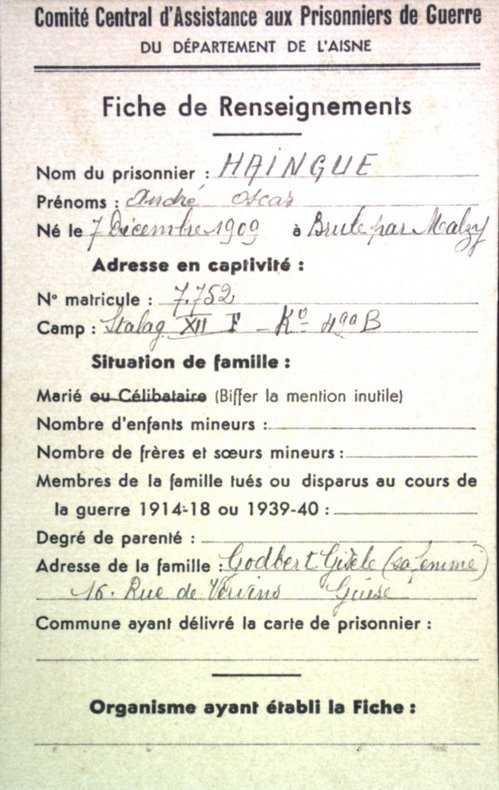 Comité Central d'Assistance aux Prisonniers de Guerre
DU DÉPARTEMENT DE L'AISNE
Fiche de Renseignements
Nom du prisonnier : HAINGUE
Prénoms : André Oscar
Né le 7 Décembre 1909 à Brule par Malzy
Adresse en captivité :
N° matricule : 7.752
Camp : Stalag XII F - Ko 490 B
Situation de famille :
Marié ou Célibataire (Biffer la mention inutile)
Nombre d'enfants mineurs :
Nombre de frères et sœurs mineurs :
Membres de la famille tués ou disparus au cours de
la guerre 1914-18 ou 1939-40 :
Degré de parenté :
Adresse de la famille : Godbert Gisèle (sa femme)
16. Rue de Vervins Guise
Commune ayant délivré la carte de prisonnier :
Organisme ayant établi la Fiche :